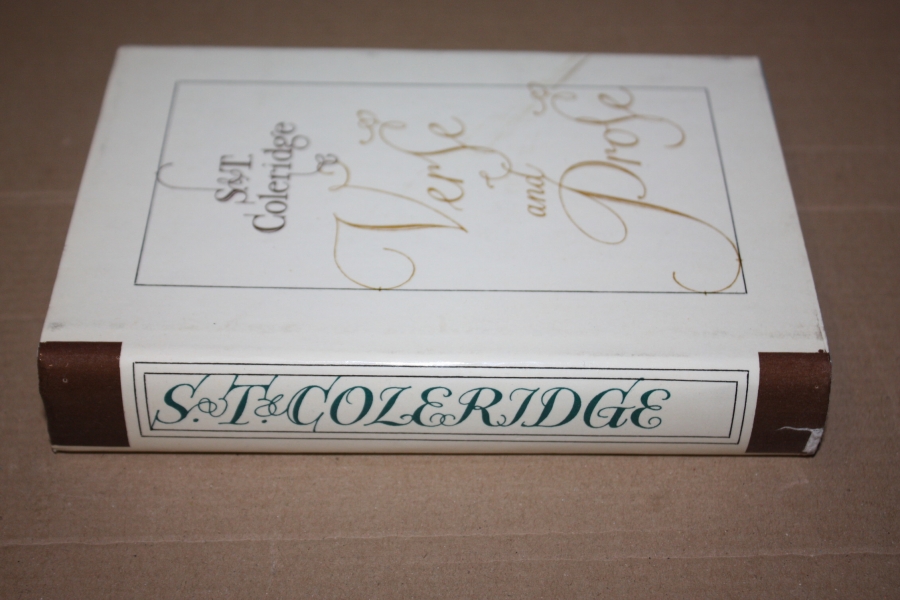 S.T.
Coleridge
Verse
and
Prose
S. T. COLERIDGE